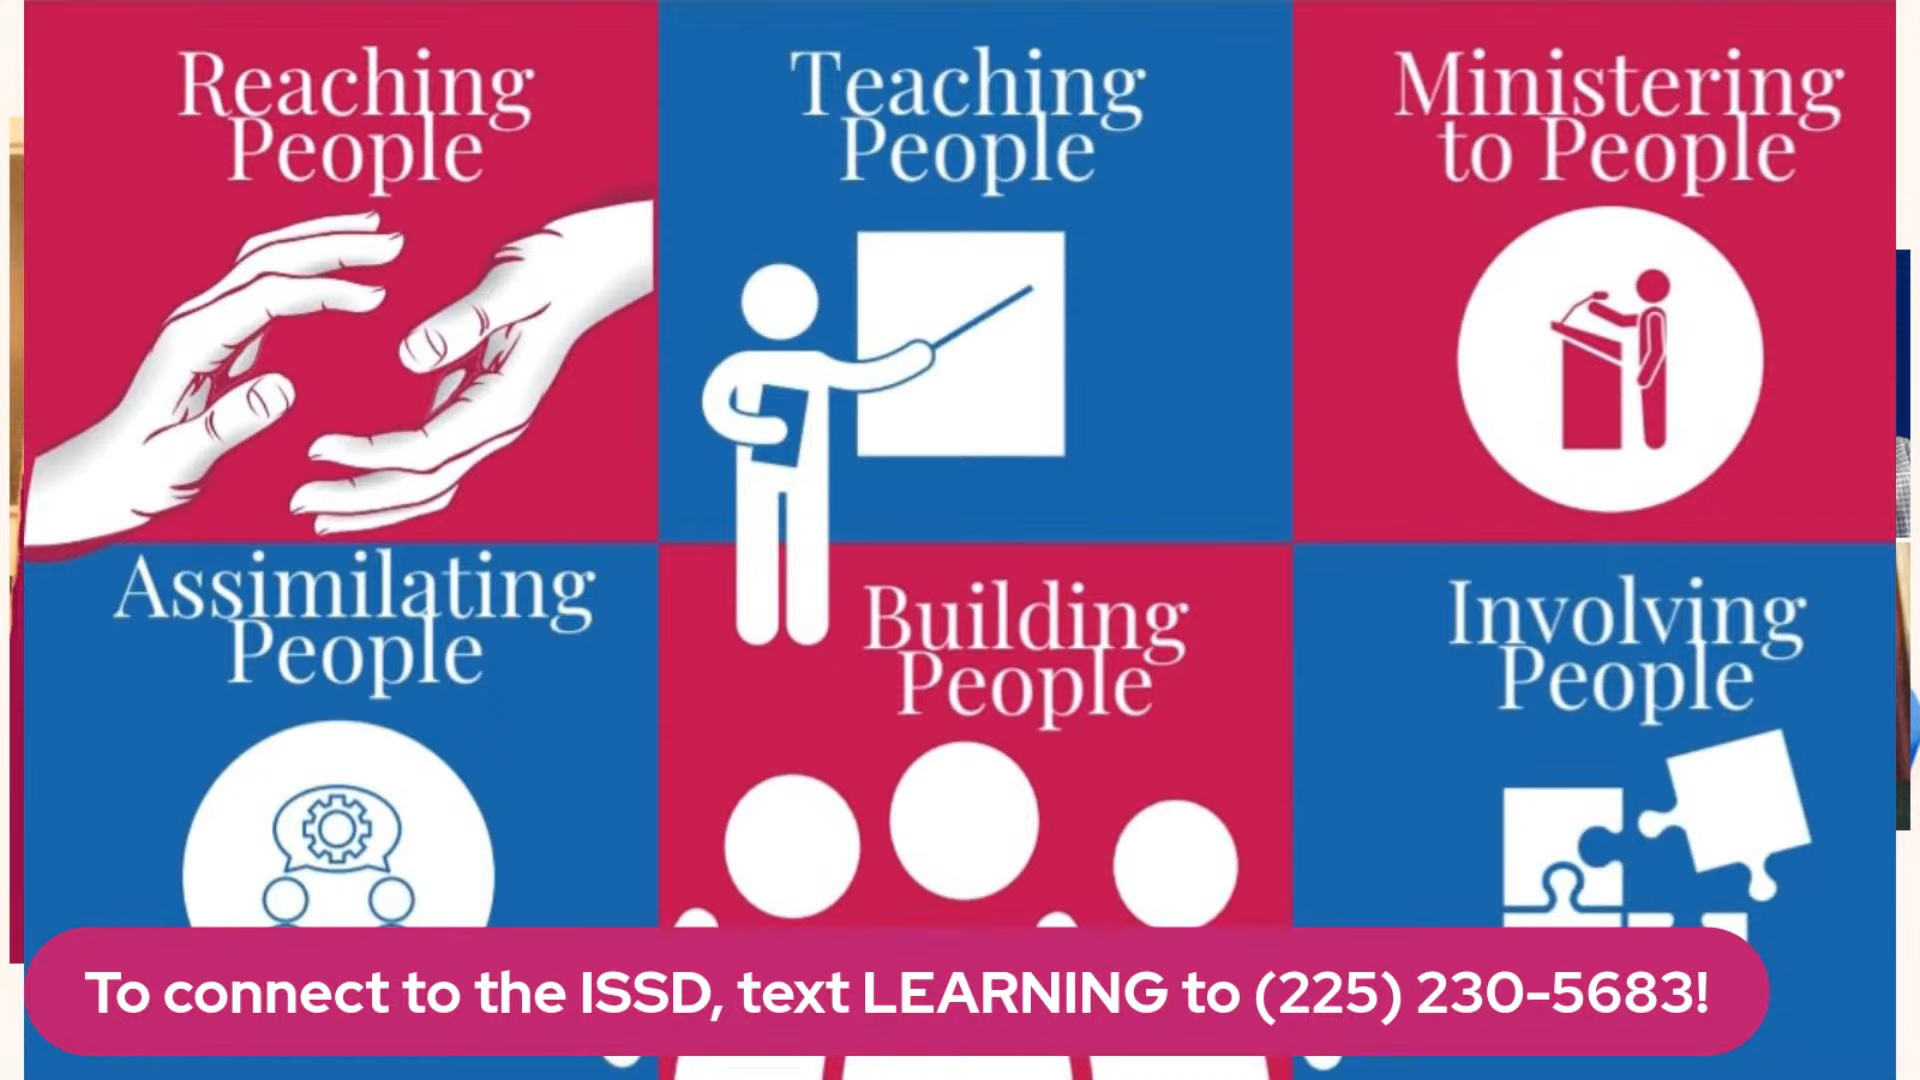 Reaching
People
Teaching
People
Ministering
to People
Assimilating
People
Building
People
Involving
People
To connect to the ISSD, text LEARNING to (225) 230-5683!